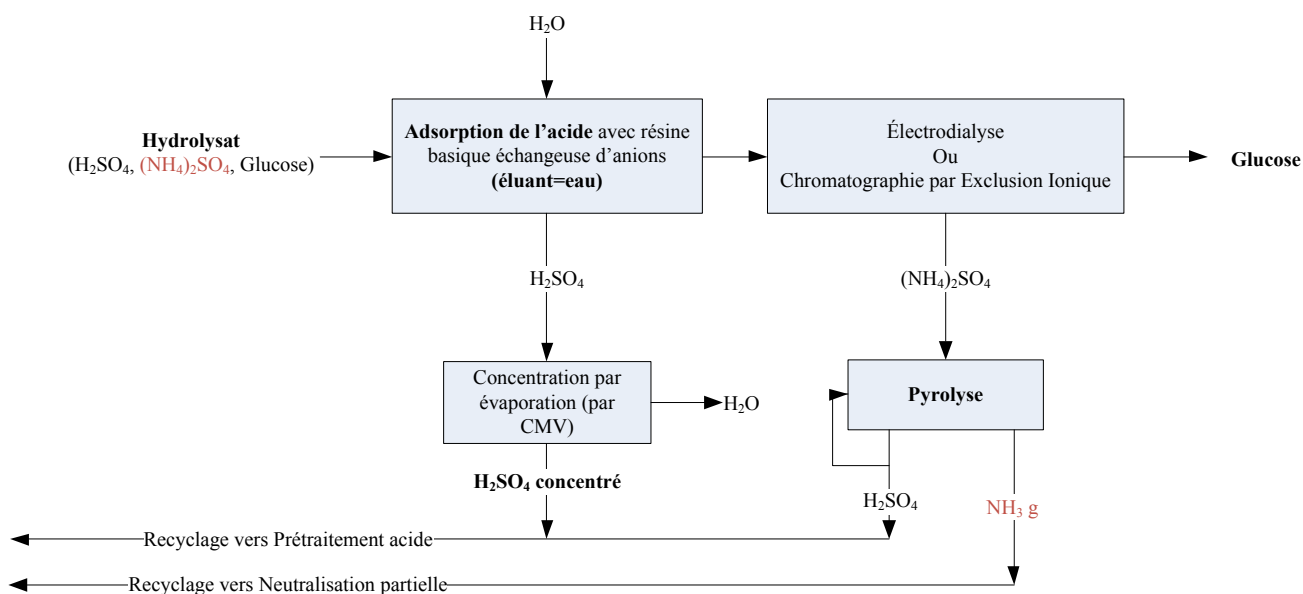 H₂O
Hydrolysat
(H₂SO₄, (NH₄)₂SO₄, Glucose)
Adsorption de l'acide avec résine
basique échangeuse d'anions
(éluant=eau)
Électrodialyse
Ou
Chromatographie par Exclusion Ionique
Glucose
H₂SO₄
(NH₄)₂SO₄
Concentration par
évaporation (par
CMV)
H₂O
Pyrolyse
H₂SO₄ concentré
H₂SO₄
NH₃ g
Recyclage vers Prétraitement acide
Recyclage vers Neutralisation partielle